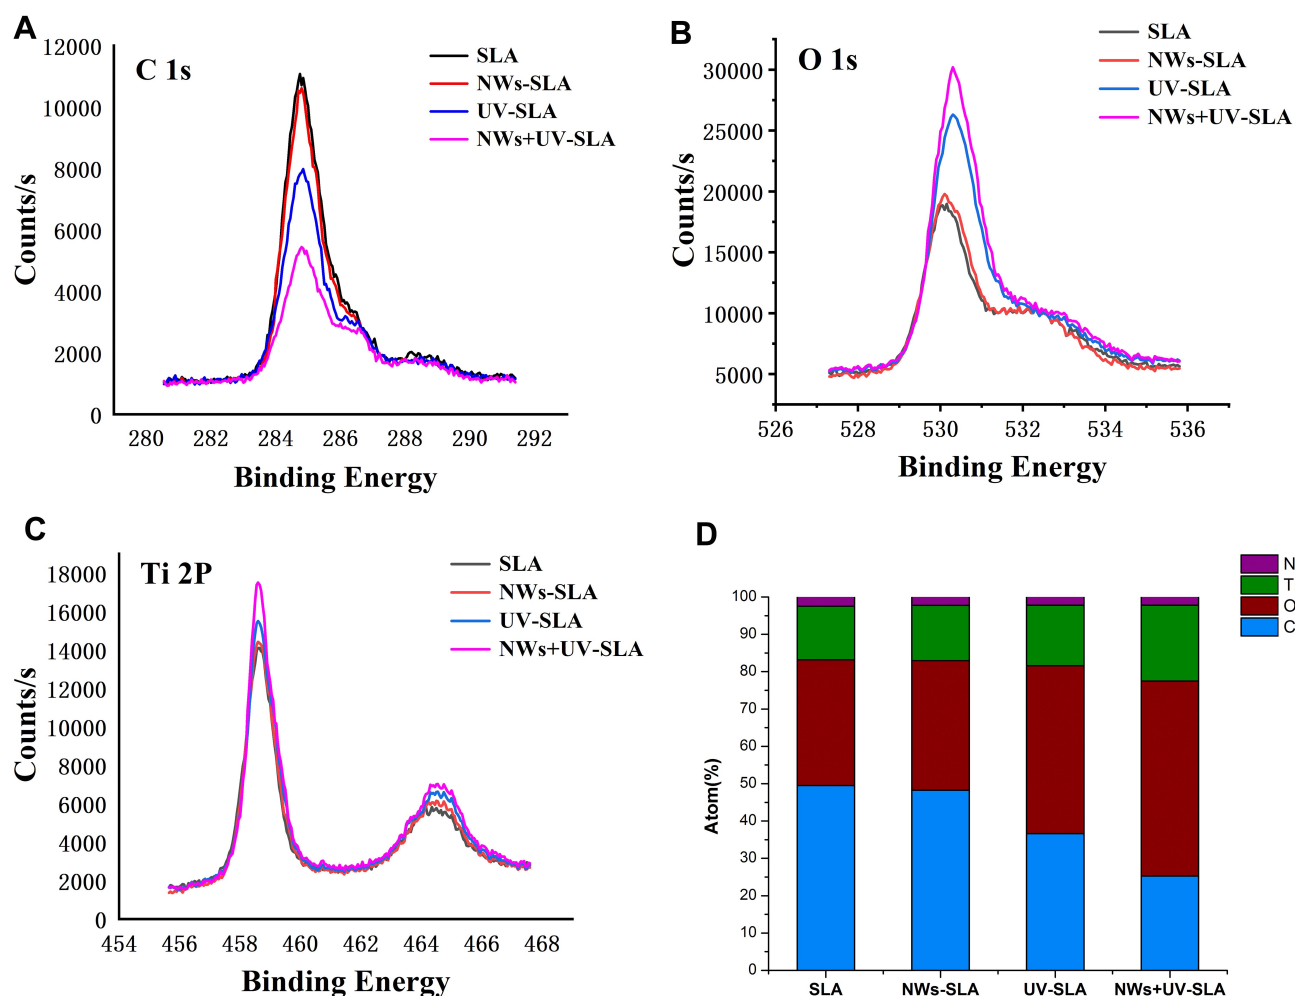 A
C 1s
SLA
NWs-SLA
UV-SLA
NWs+UV-SLA
12000
10000
8000
6000
4000
2000
0
Counts/s
280 282 284 286 288 290 292
Binding Energy
B
O 1s
SLA
NWs-SLA
UV-SLA
NWs+UV-SLA
30000
25000
20000
15000
10000
5000
Counts/s
526 528 530 532 534 536
Binding Energy
C
Ti 2P
SLA
NWs-SLA
UV-SLA
NWs+UV-SLA
18000
16000
14000
12000
10000
8000
6000
4000
2000
0
Counts/s
454 456 458 460 462 464 466 468
Binding Energy
D
N
T
O
C
100
90
80
70
60
50
40
30
20
10
0
Atom(%)
SLA NWs-SLA UV-SLA NWs+UV-SLA